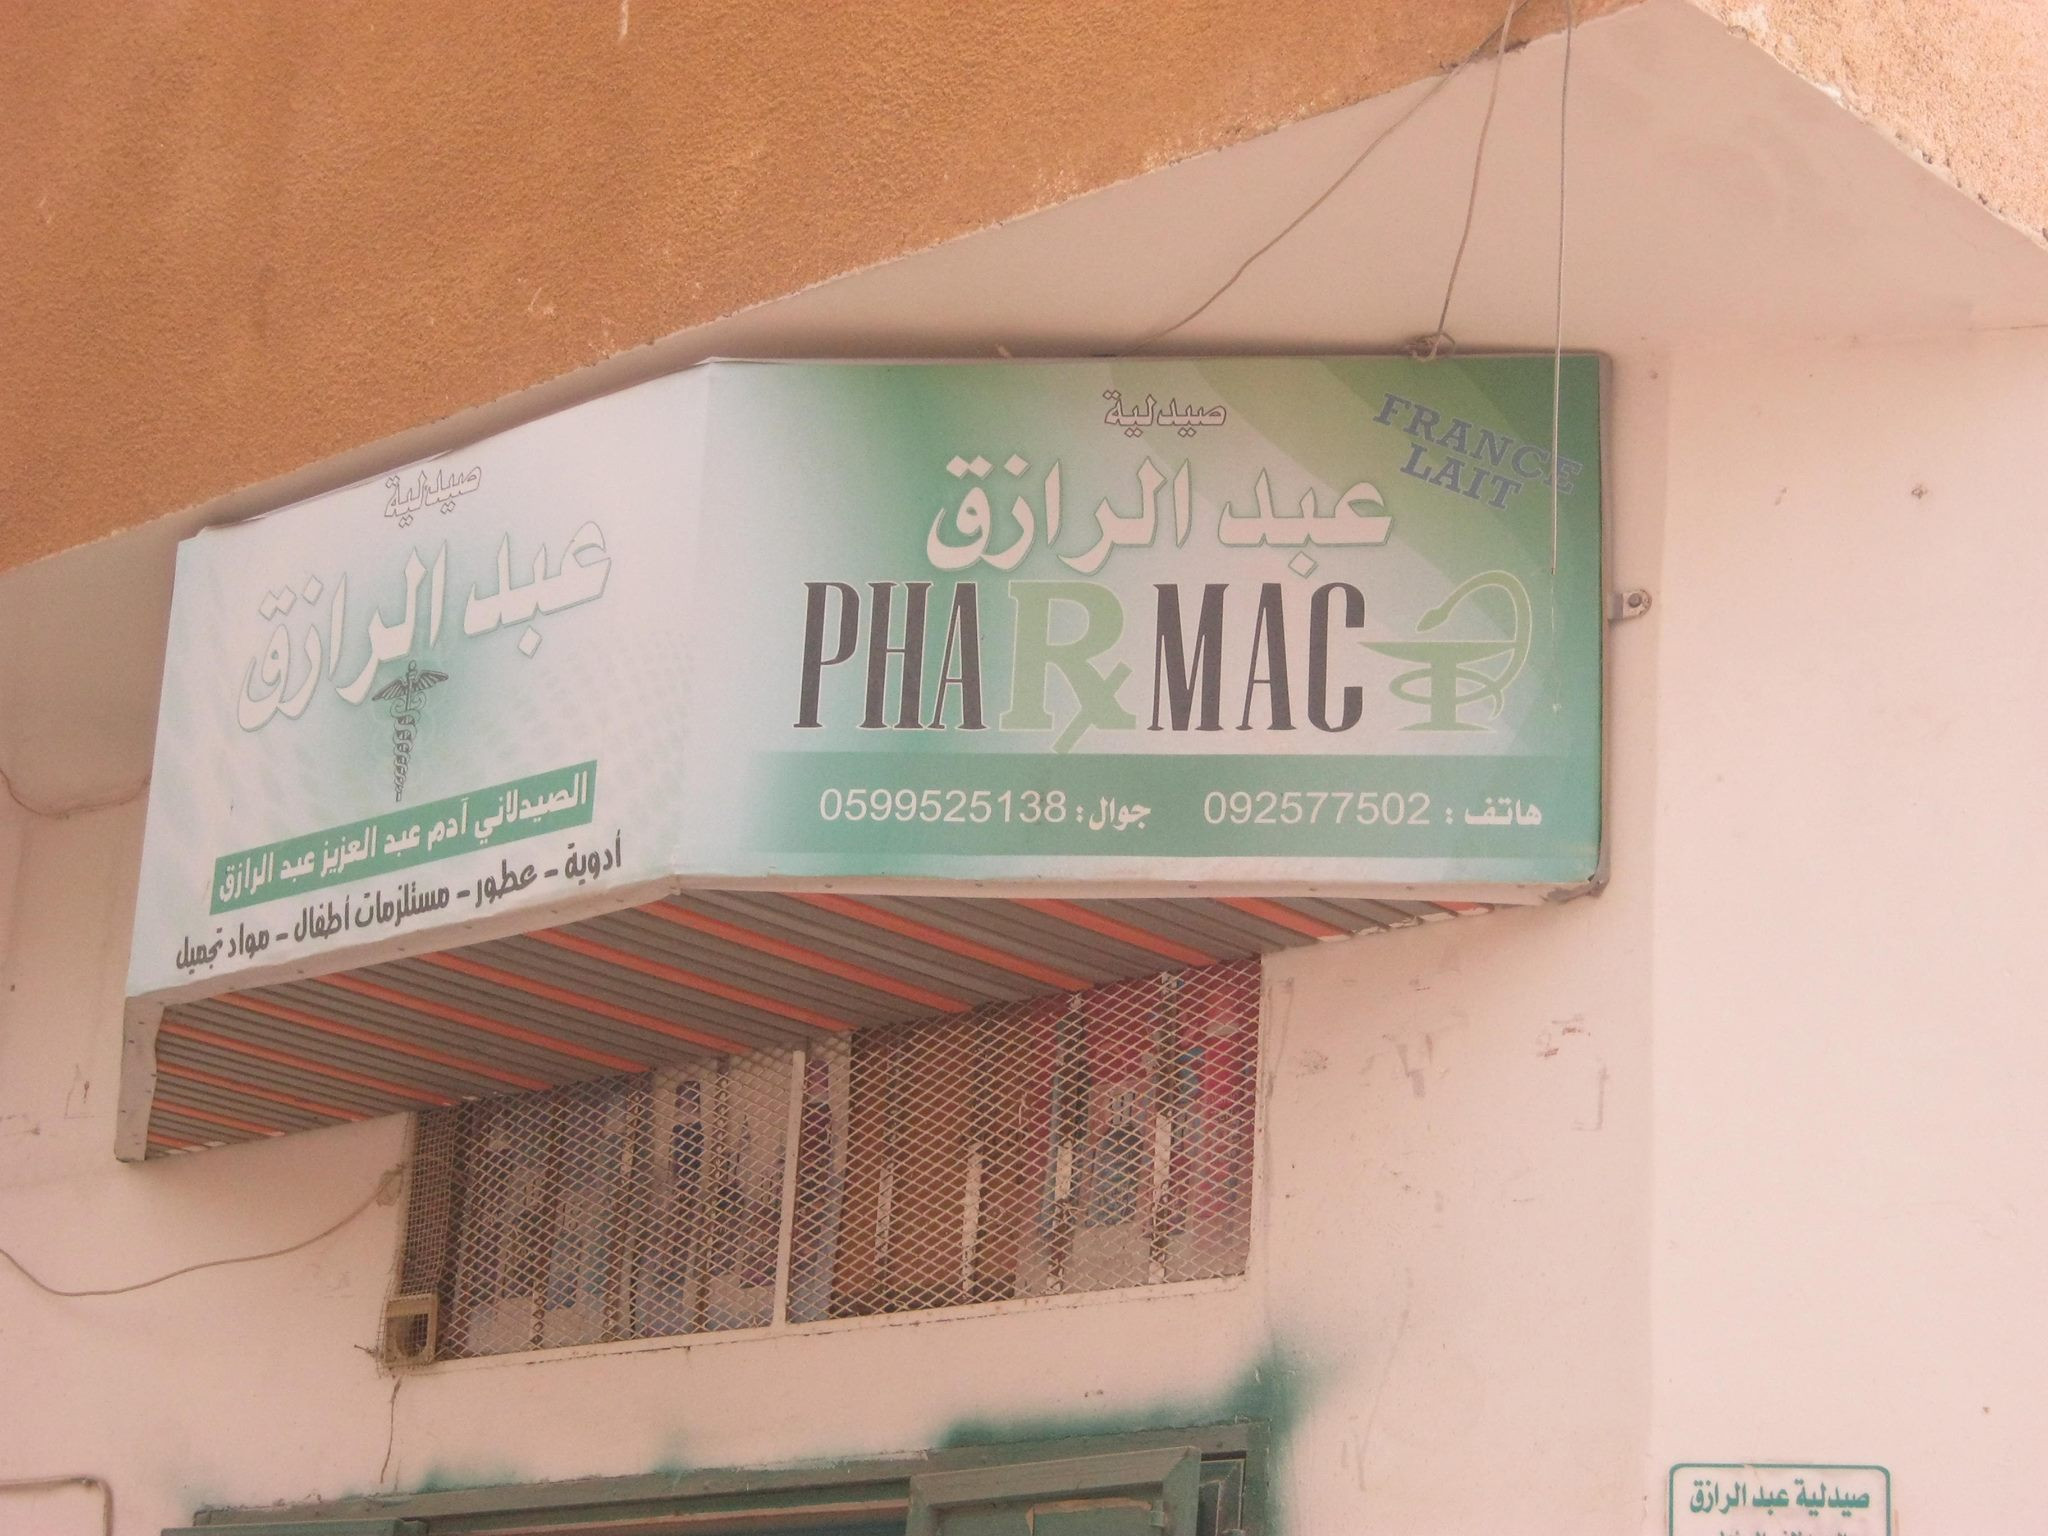 صيدلية
عبد الرازق
FRANCE
LAIT
PHARMAC
هاتف : 092577502 جوال : 0599525138
صيدلية
عبد الرازق
الصيدلاني آدم عبد العزيز عبد الرازق
أدوية - عطور - مستلزمات أطفال - مواد تجميل
صيدلية عبد الرازق